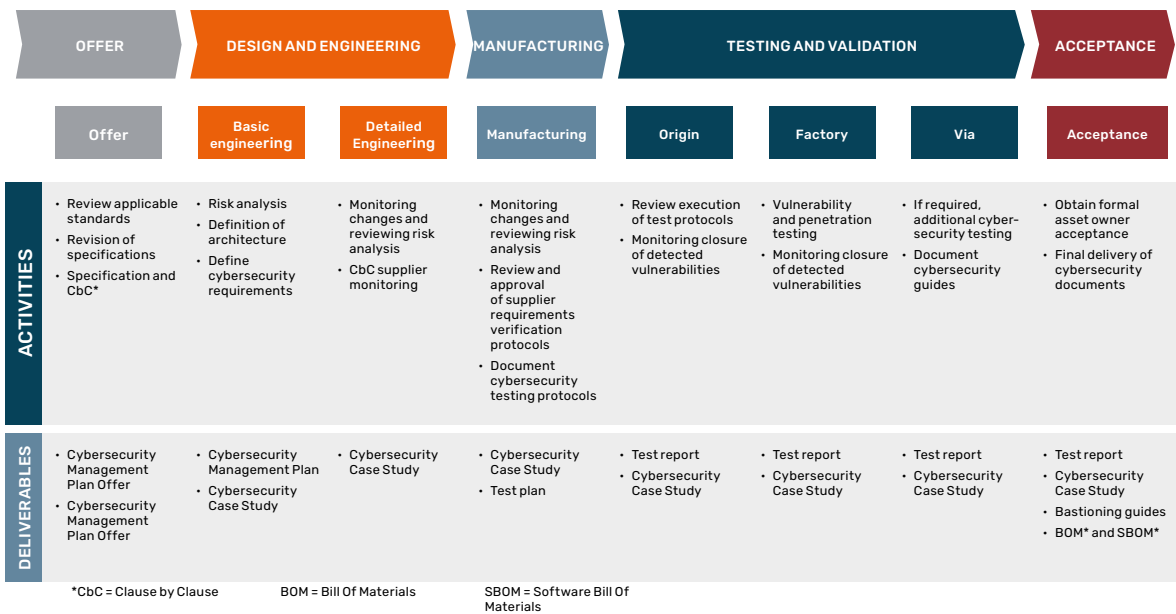 OFFER
DESIGN AND ENGINEERING
MANUFACTURING
TESTING AND VALIDATION
ACCEPTANCE
Offer
Basic
engineering
Detailed
Engineering
Manufacturing
Origin
Factory
Via
Acceptance
ACTIVITIES
• Review applicable
standards
• Revision of
specifications
• Specification and
CbC*
• Risk analysis
• Definition of
architecture
• Define
cybersecurity
requirements
• Monitoring
changes and
reviewing risk
analysis
• CbC supplier
monitoring
• Monitoring
changes and
reviewing risk
analysis
• Review and
approval
of supplier
requirements
verification
protocols
• Document
cybersecurity
testing protocols
• Review execution
of test protocols
• Monitoring closure
of detected
vulnerabilities
• Vulnerability
and penetration
testing
• Monitoring closure
of detected
vulnerabilities
• If required,
additional cyber-
security testing
• Document
cybersecurity
guides
• Obtain formal
asset owner
acceptance
• Final delivery of
cybersecurity
documents
DELIVERABLES
• Cybersecurity
Management
Plan Offer
• Cybersecurity
Management
Plan Offer
• Cybersecurity
Management Plan
• Cybersecurity
Case Study
• Cybersecurity
Case Study
• Cybersecurity
Case Study
• Test plan
• Test report
• Cybersecurity
Case Study
• Test report
• Cybersecurity
Case Study
• Test report
• Cybersecurity
Case Study
• Test report
• Cybersecurity
Case Study
• Bastioning guides
• BOM* and SBOM*
*CbC = Clause by Clause
BOM = Bill Of Materials
SBOM = Software Bill Of
Materials